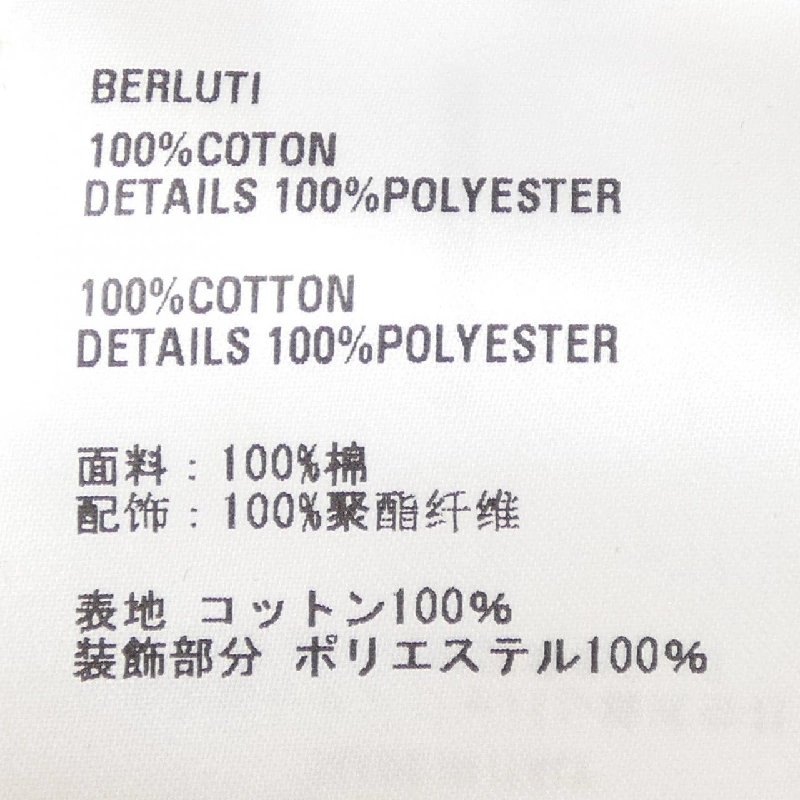 BERLUTI
100%COTON
DETAILS 100%POLYESTER
100%COTTON
DETAILS 100%POLYESTER
面料：100%棉
配饰：100%聚酯纤维
表地 コットン100%
装飾部分 ポリエステル100%